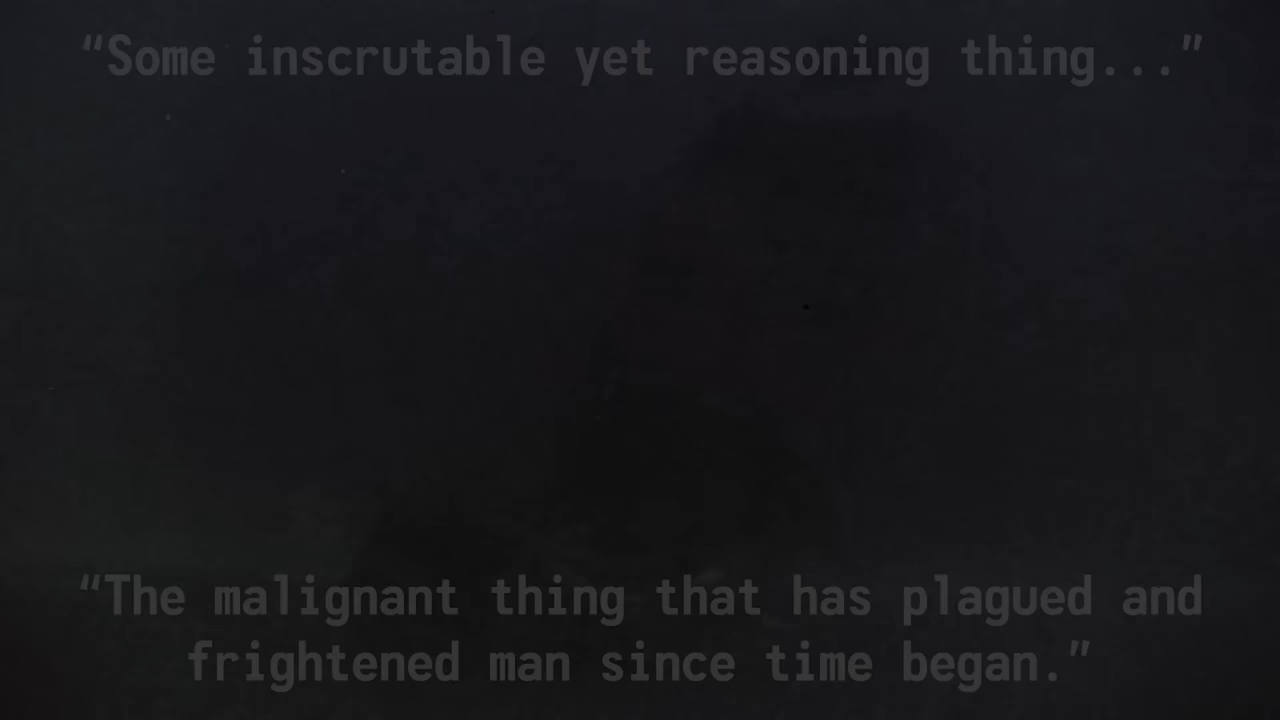 “Some inscrutable yet reasoning thing...”
“The malignant thing that has plagued and
frightened man since time began.”